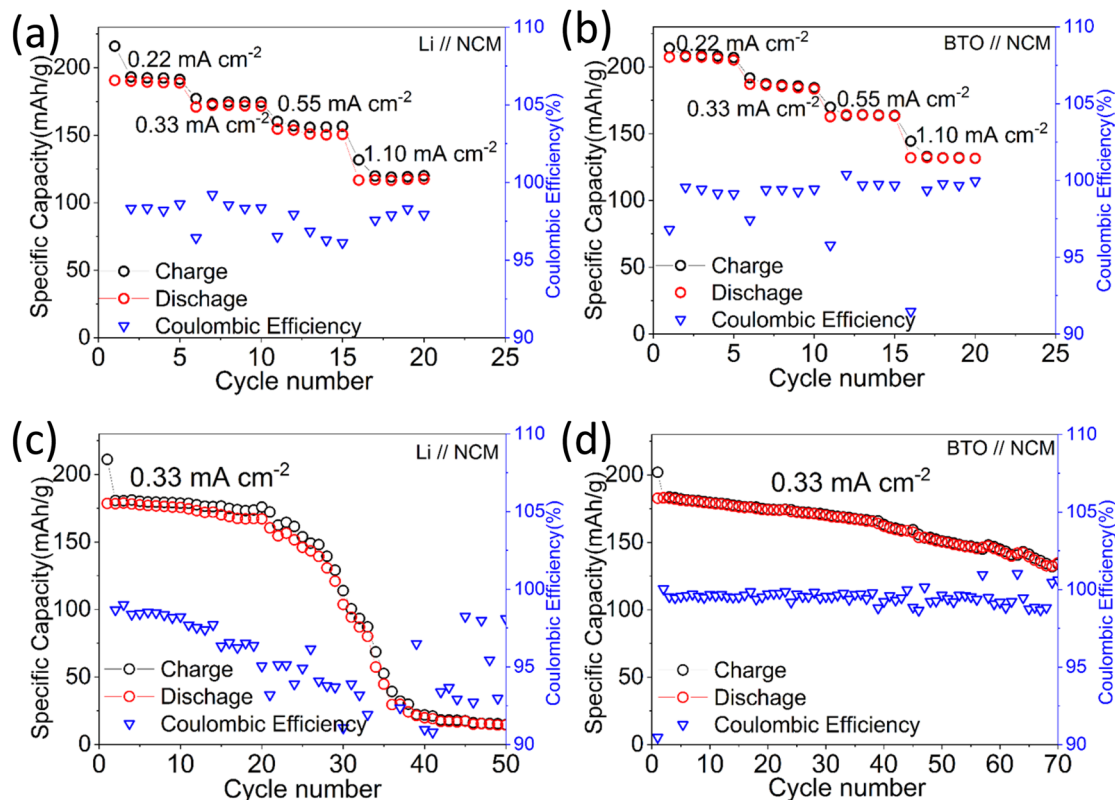 (a)
Li // NCM
0.22 mA cm-2
0.33 mA cm-2
0.55 mA cm-2
1.10 mA cm-2
Charge
Dischage
Coulombic Efficiency
Specific Capacity(mAh/g)
0 50 100 150 200
Coulombic Efficiency(%)
90 95 100 105 110
0 5 10 15 20 25
Cycle number
(b)
BTO // NCM
0.22 mA cm-2
0.33 mA cm-2
0.55 mA cm-2
1.10 mA cm-2
Charge
Dischage
Coulombic Efficiency
Specific Capacity(mAh/g)
0 50 100 150 200
Coulombic Efficiency(%)
90 95 100 105 110
0 5 10 15 20 25
Cycle number
(c)
Li // NCM
0.33 mA cm-2
Charge
Dischage
Coulombic Efficiency
Specific Capacity(mAh/g)
0 50 100 150 200
Coulombic Efficiency(%)
90 95 100 105 110
0 10 20 30 40 50
Cycle number
(d)
BTO // NCM
0.33 mA cm-2
Charge
Dischage
Coulombic Efficiency
Specific Capacity(mAh/g)
0 50 100 150 200
Coulombic Efficiency(%)
90 95 100 105 110
0 10 20 30 40 50 60 70
Cycle number